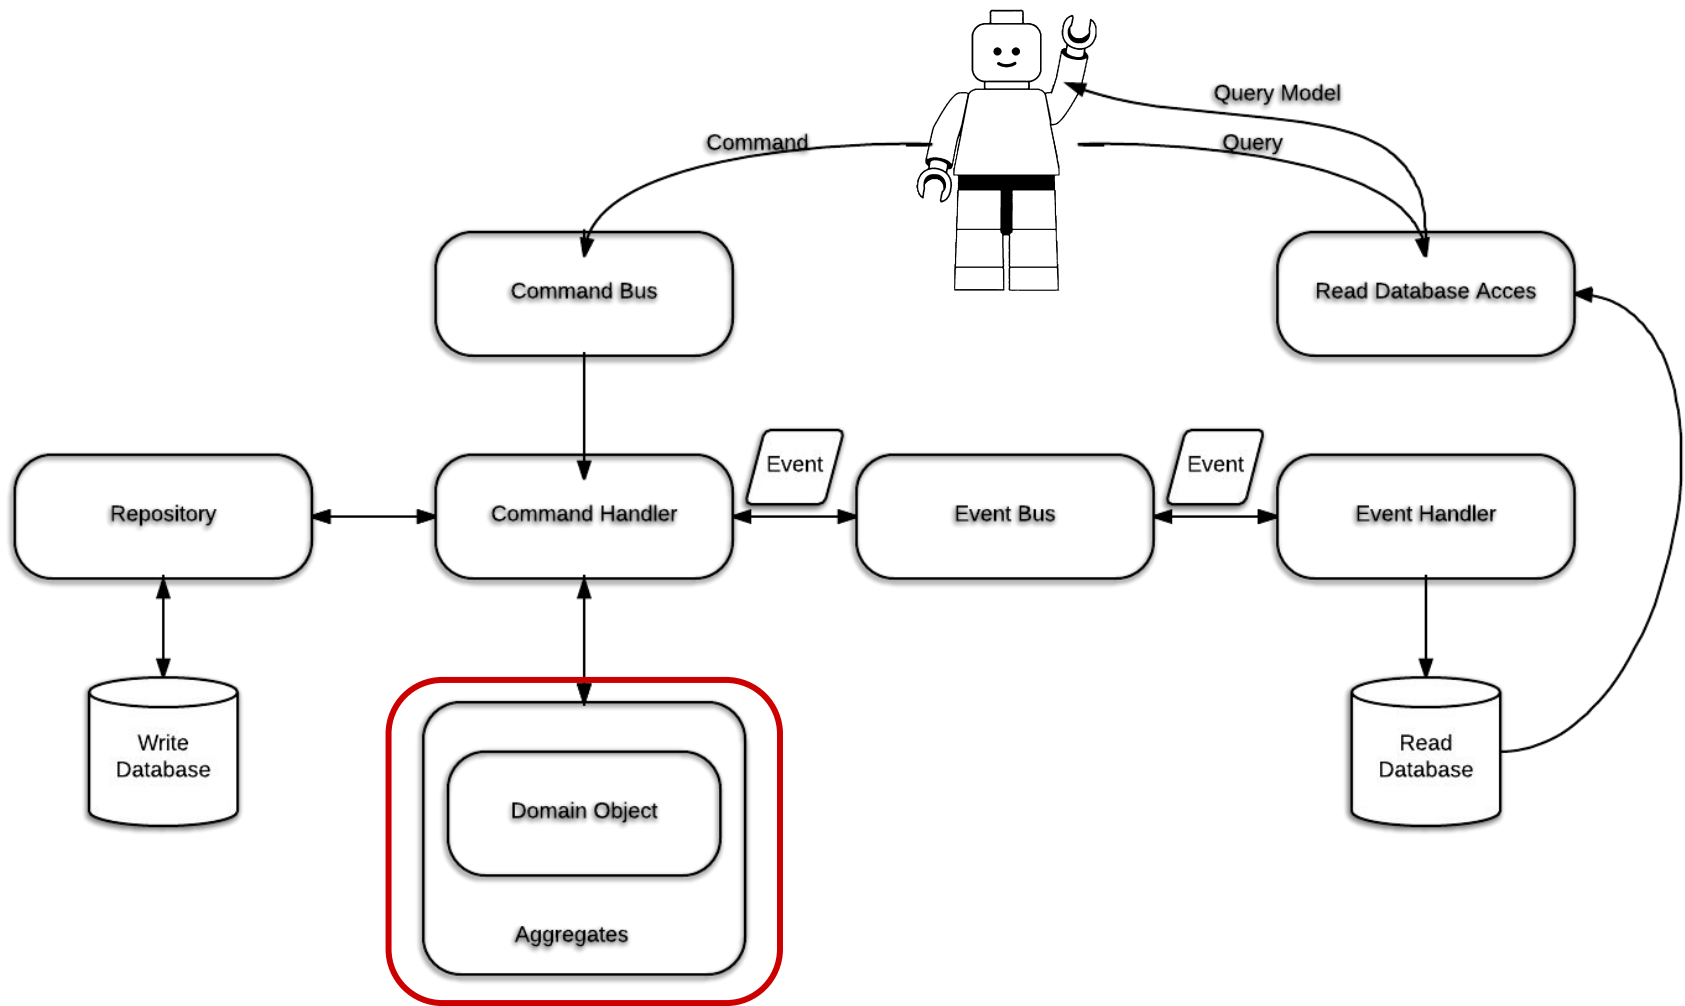 Query Model
Command
Query
Command Bus
Read Database Acces
Event
Event
Repository
Command Handler
Event Bus
Event Handler
Write
Database
Read
Database
Domain Object
Aggregates